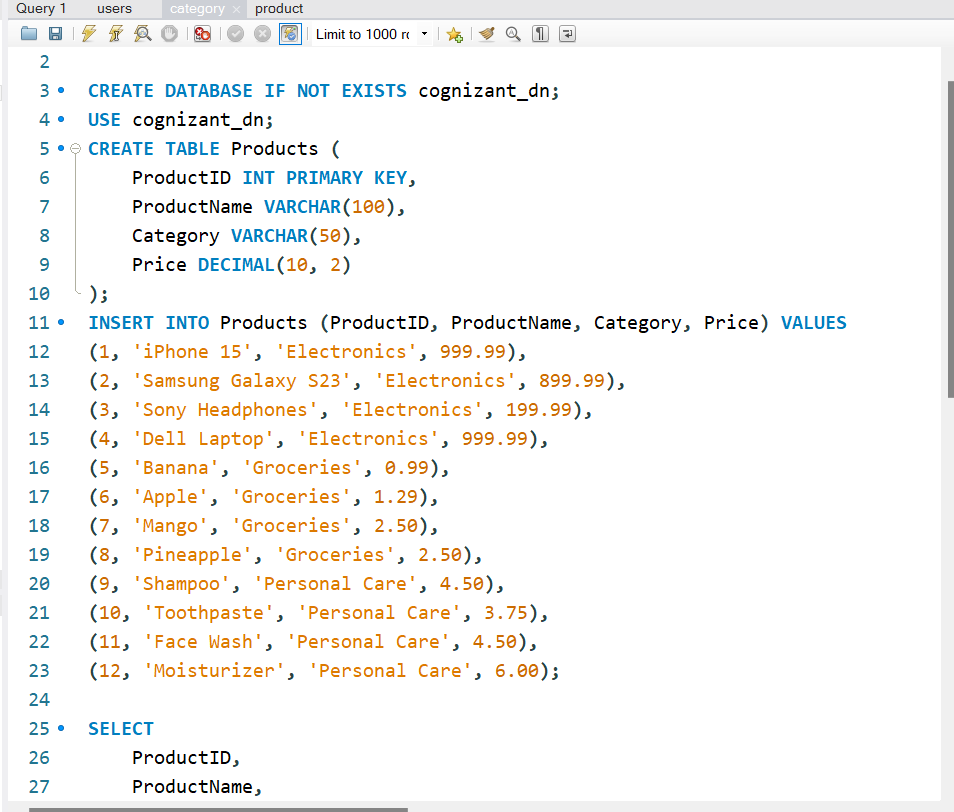 Query 1 users category × product
Limit to 1000 rc
2
3 CREATE DATABASE IF NOT EXISTS cognizant_dn;
4 USE cognizant_dn;
5 CREATE TABLE Products (
6 ProductID INT PRIMARY KEY,
7 ProductName VARCHAR(100),
8 Category VARCHAR(50),
9 Price DECIMAL(10, 2)
10 );
11 INSERT INTO Products (ProductID, ProductName, Category, Price) VALUES
12 (1, 'iPhone 15', 'Electronics', 999.99),
13 (2, 'Samsung Galaxy S23', 'Electronics', 899.99),
14 (3, 'Sony Headphones', 'Electronics', 199.99),
15 (4, 'Dell Laptop', 'Electronics', 999.99),
16 (5, 'Banana', 'Groceries', 0.99),
17 (6, 'Apple', 'Groceries', 1.29),
18 (7, 'Mango', 'Groceries', 2.50),
19 (8, 'Pineapple', 'Groceries', 2.50),
20 (9, 'Shampoo', 'Personal Care', 4.50),
21 (10, 'Toothpaste', 'Personal Care', 3.75),
22 (11, 'Face Wash', 'Personal Care', 4.50),
23 (12, 'Moisturizer', 'Personal Care', 6.00);
24
25 SELECT
26 ProductID,
27 ProductName,